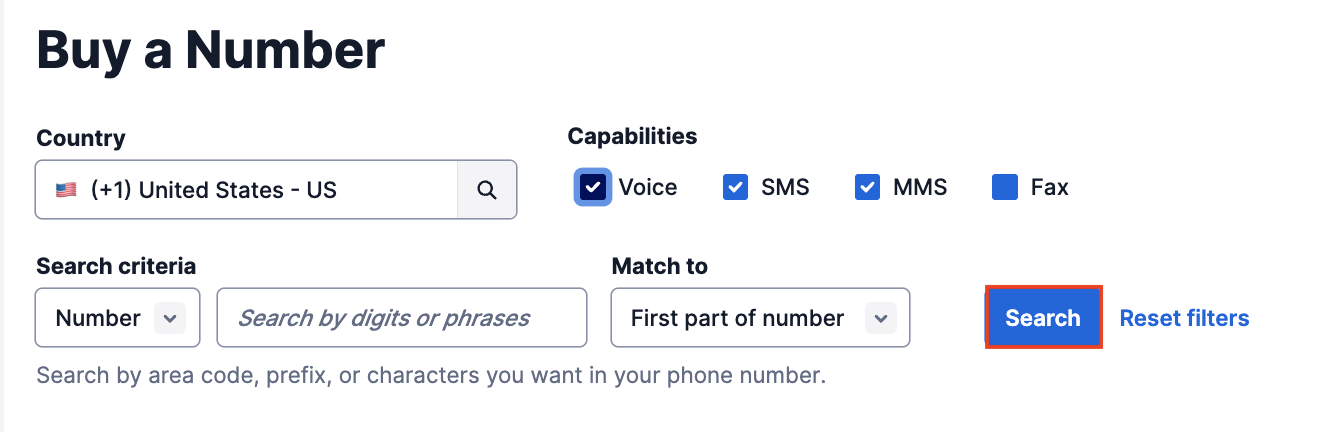 Buy a Number
Country
Capabilities
(+1) United States - US
Voice
SMS
MMS
Fax
Search criteria
Match to
Number
Search by digits or phrases
First part of number
Search
Reset filters
Search by area code, prefix, or characters you want in your phone number.